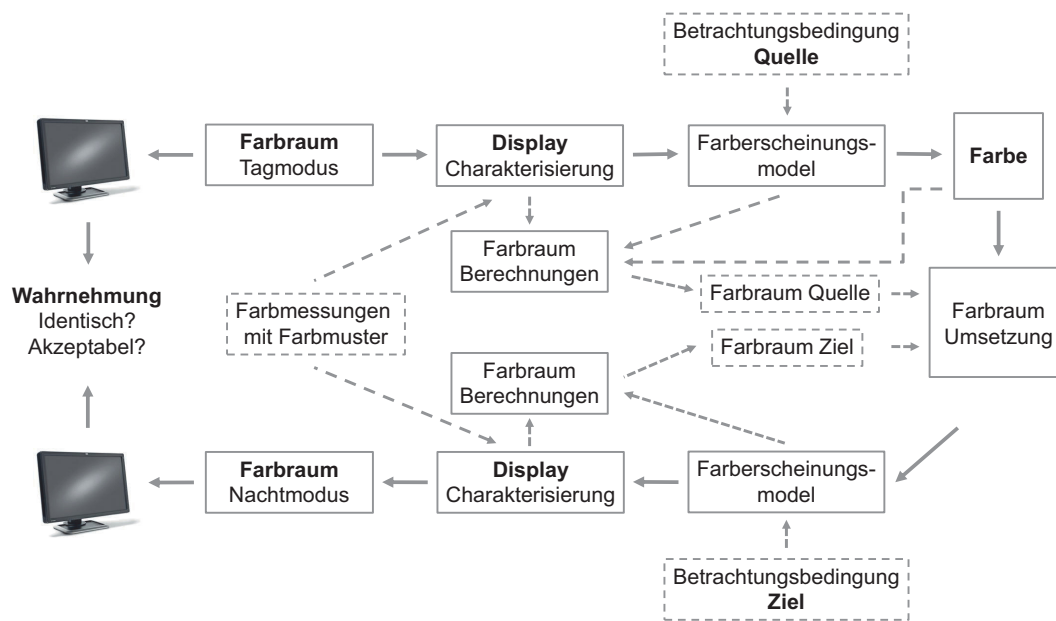 Betrachtungsbedingung
Quelle
Farbraum
Tagmodus
Display
Charakterisierung
Farberscheinungs-
model
Farbe
Farbraum
Berechnungen
Wahrnehmung
Identisch?
Akzeptabel?
Farbmessungen
mit Farbmuster
Farbraum Quelle
Farbraum Ziel
Farbraum
Umsetzung
Farbraum
Berechnungen
Farbraum
Nachtmodus
Display
Charakterisierung
Farberscheinungs-
model
Betrachtungsbedingung
Ziel